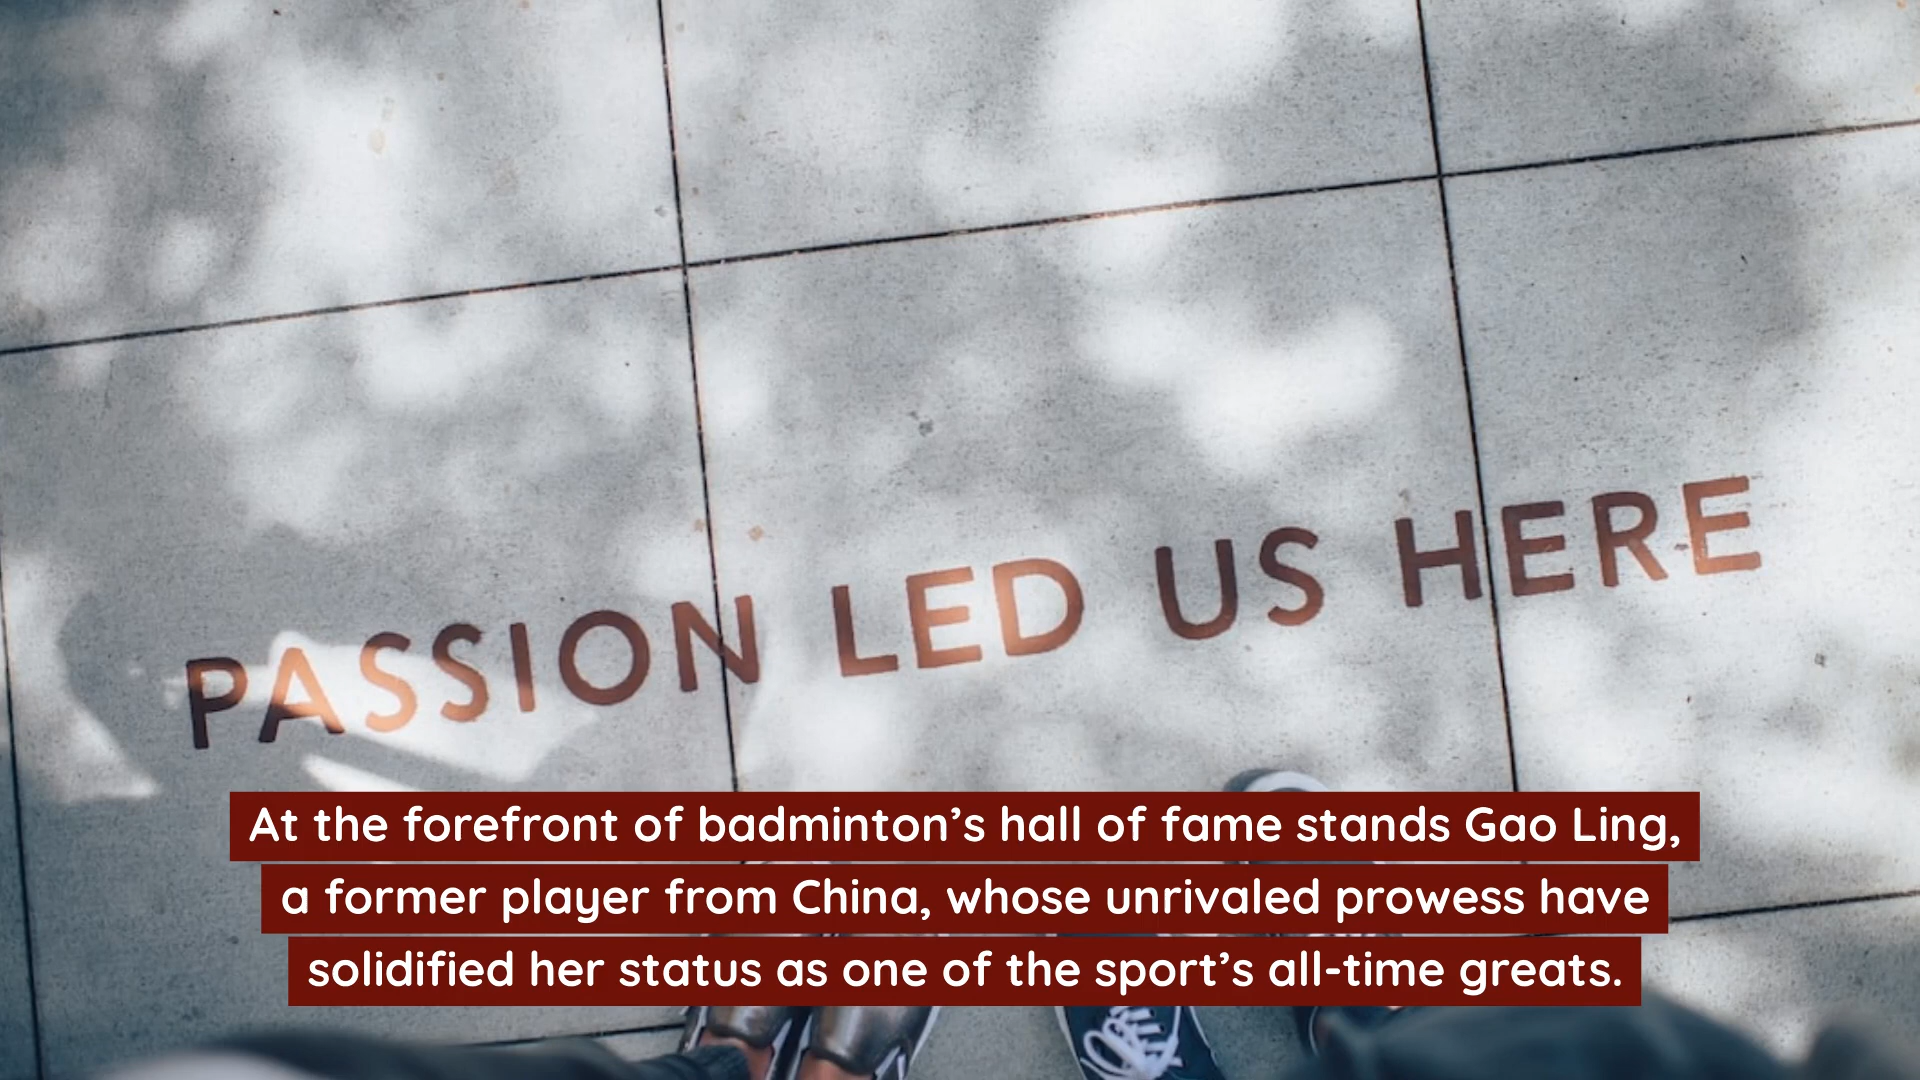 PASSION LED US HERE
At the forefront of badminton’s hall of fame stands Gao Ling,
a former player from China, whose unrivaled prowess have
solidified her status as one of the sport’s all-time greats.